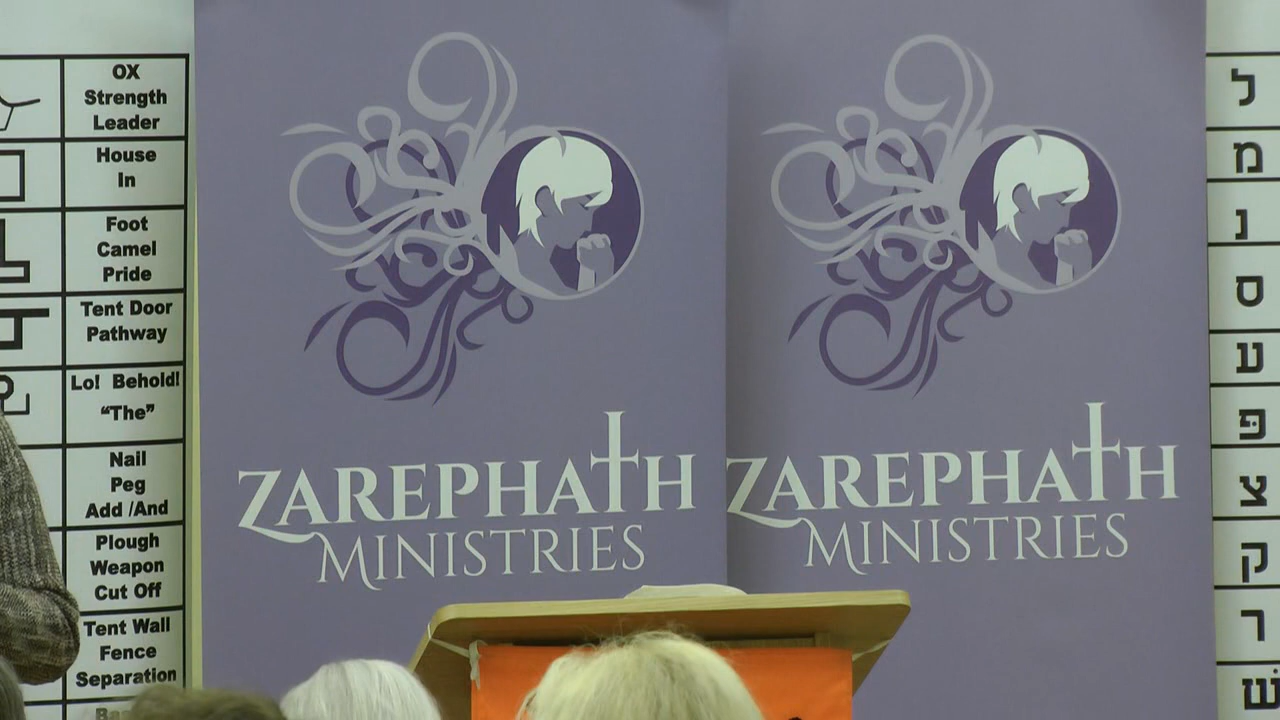 OX
Strength
Leader
House
In
Foot
Camel
Pride
Tent Door
Pathway
Lo! Behold!
“The”
Nail
Peg
Add /And
Plough
Weapon
Cut Off
Tent Wall
Fence
Separation
ZAREPHATH
MINISTRIES
ZAREPHATH
MINISTRIES
ל
מ
נ
ס
ע
פּ
צ
ק
ר
שׁ